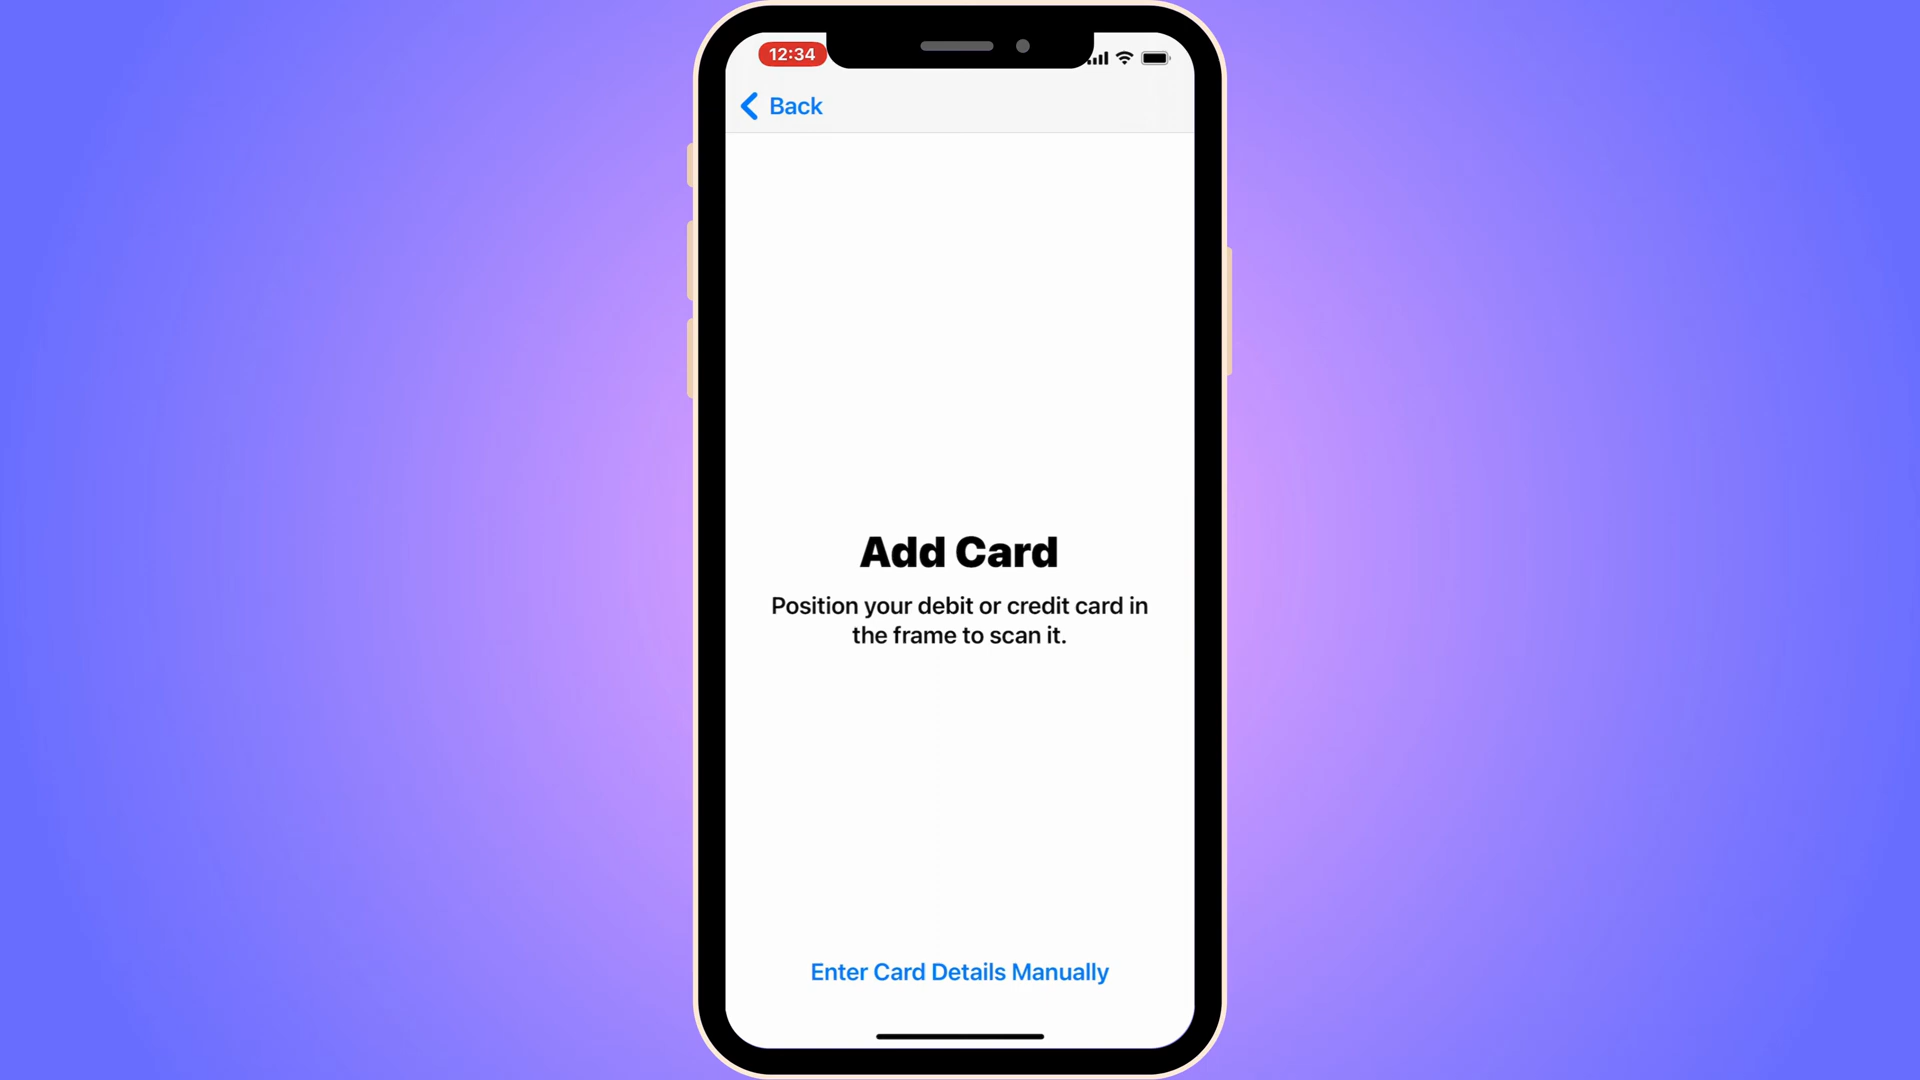 12:34
Back
Add Card
Position your debit or credit card in
the frame to scan it.
Enter Card Details Manually